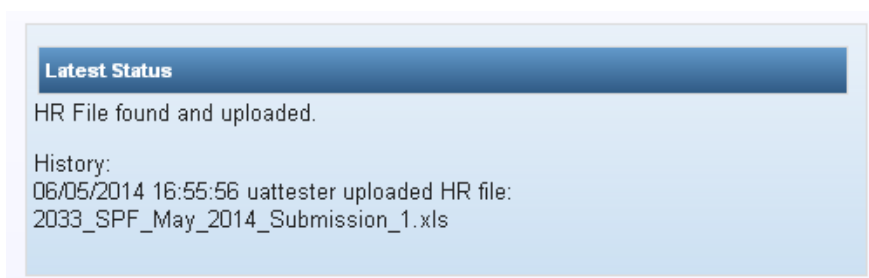 Latest Status
HR File found and uploaded.
History:
06/05/2014 16:55:56 uattester uploaded HR file:
2033_SPF_May_2014_Submission_1.xls